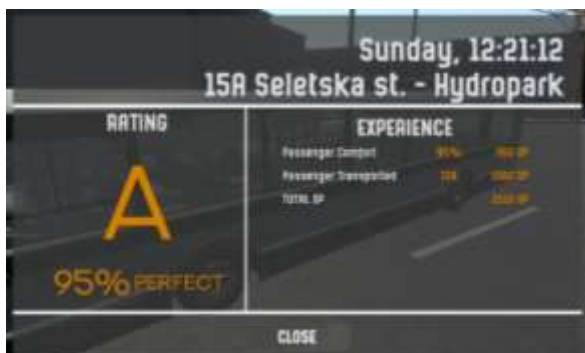 Sunday, 12:21:12
15A Seletska st. - Hydropark
RATING
A
95% PERFECT
EXPERIENCE
Passenger Comfort 95%
Passenger Transported
TOTAL XP
CLOSE